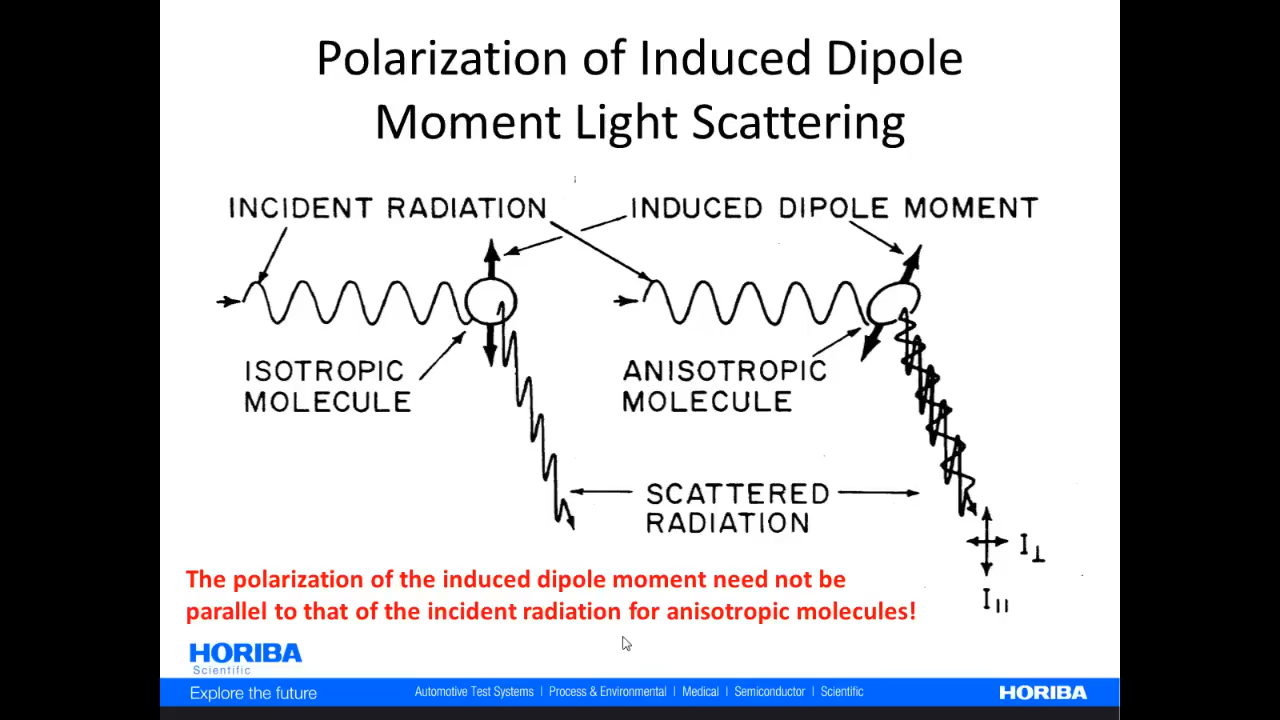 Polarization of Induced Dipole
Moment Light Scattering
INCIDENT RADIATION
INDUCED DIPOLE MOMENT
ISOTROPIC
MOLECULE
ANISOTROPIC
MOLECULE
SCATTERED
RADIATION
I⊥
I||
The polarization of the induced dipole moment need not be
parallel to that of the incident radiation for anisotropic molecules!
HORIBA
Scientific
Explore the future
Automotive Test Systems | Process & Environmental | Medical | Semiconductor | Scientific
HORIBA